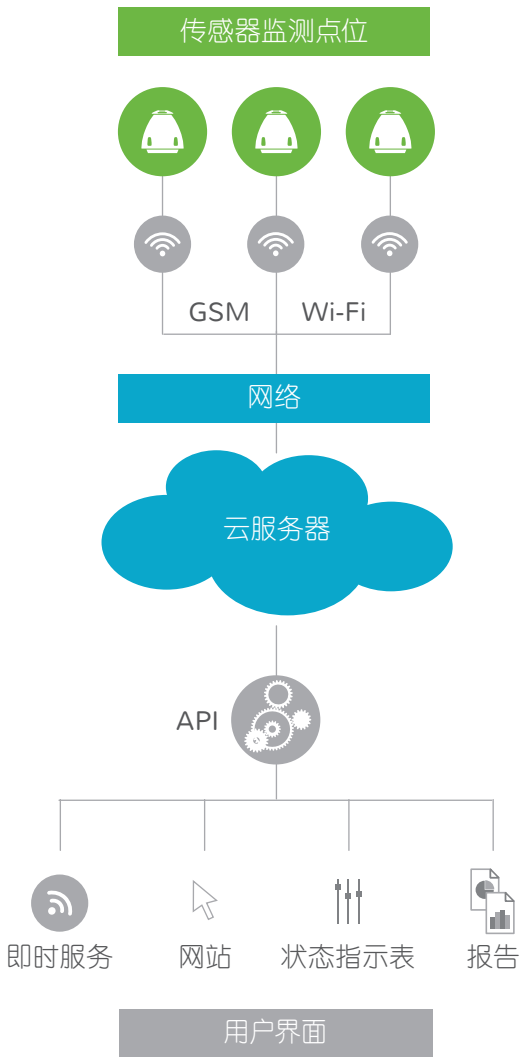 传感器监测点位
GSM
Wi-Fi
网络
云服务器
API
即时服务
网站
状态指示表
报告
用户界面